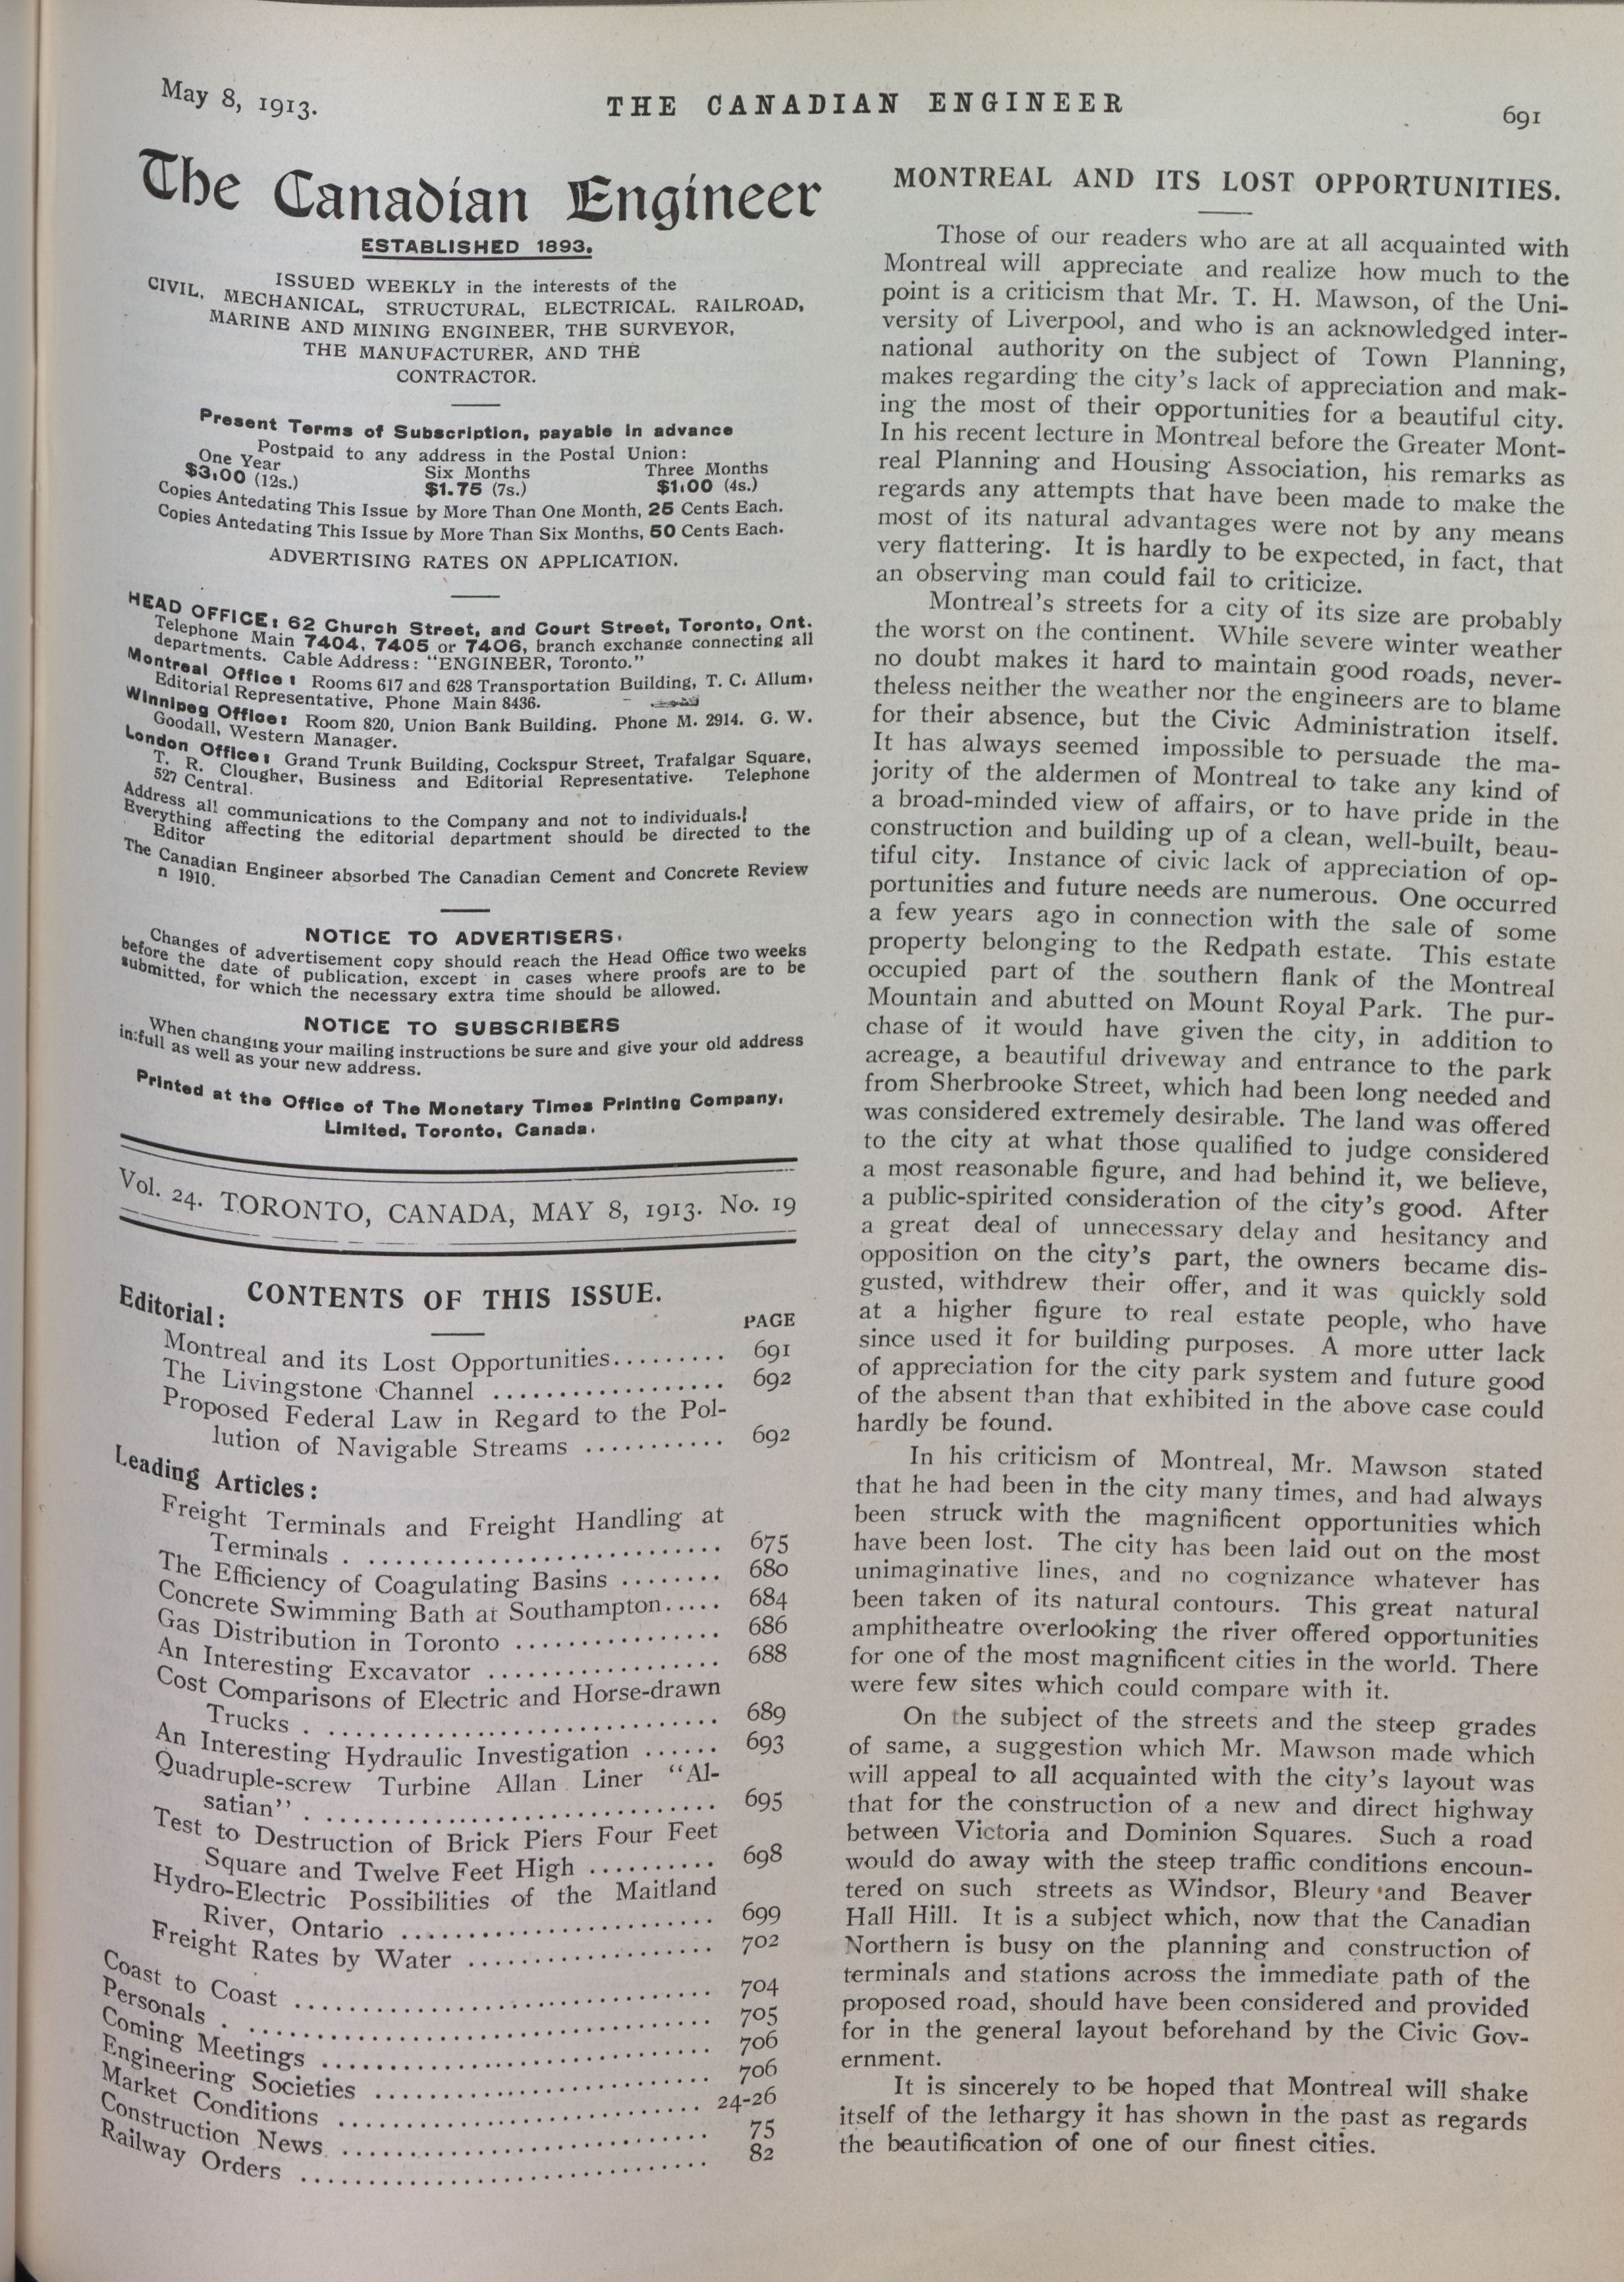 May 8, 1913.
THE CANADIAN ENGINEER
691
The Canadian Engineer
ESTABLISHED 1893.
ISSUED WEEKLY in the interests of the
CIVIL, MECHANICAL, STRUCTURAL, ELECTRICAL. RAILROAD,
MARINE AND MINING ENGINEER, THE SURVEYOR,
THE MANUFACTURER, AND THE
CONTRACTOR.
Present Terms of Subscription, payable in advance
Postpaid to any address in the Postal Union:
One Year Six Months Three Months
$3.00 (12s.) $1.75 (7s.) $1.00 (4s.)
Copies Antedating This Issue by More Than One Month, 25 Cents Each.
Copies Antedating This Issue by More Than Six Months, 50 Cents Each.
ADVERTISING RATES ON APPLICATION.
HEAD OFFICE: 62 Church Street, and Court Street, Toronto, Ont.
Telephone Main 7404, 7405 or 7406, branch exchange connecting all
departments. Cable Address: "ENGINEER, Toronto."
Montreal Office: Rooms 617 and 628 Transportation Building, T. C. Allum,
Editorial Representative, Phone Main 8436.
Winnipeg Office: Room 820, Union Bank Building. Phone M. 2914. G. W.
Goodall, Western Manager.
London Office: Grand Trunk Building, Cockspur Street, Trafalgar Square,
T. R. Clougher, Business and Editorial Representative. Telephone
527 Central.
Address all communications to the Company and not to individuals.
Everything affecting the editorial department should be directed to the
Editor
The Canadian Engineer absorbed The Canadian Cement and Concrete Review
n 1910.
NOTICE TO ADVERTISERS.
Changes of advertisement copy should reach the Head Office two weeks
before the date of publication, except in cases where proofs are to be
submitted, for which the necessary extra time should be allowed.
NOTICE TO SUBSCRIBERS
When changing your mailing instructions be sure and give your old address
in full as well as your new address.
Printed at the Office of The Monetary Times Printing Company,
Limited, Toronto, Canada.
Vol. 24. TORONTO, CANADA, MAY 8, 1913. No. 19
CONTENTS OF THIS ISSUE.
Editorial:
PAGE
Montreal and its Lost Opportunities......... 691
The Livingstone Channel .................. 692
Proposed Federal Law in Regard to the Pol-
lution of Navigable Streams ........... 692
Leading Articles:
Freight Terminals and Freight Handling at
Terminals . ............................ 675
The Efficiency of Coagulating Basins ........ 680
Concrete Swimming Bath at Southampton..... 684
Gas Distribution in Toronto ................ 686
An Interesting Excavator .................. 688
Cost Comparisons of Electric and Horse-drawn
Trucks . ............................... 689
An Interesting Hydraulic Investigation ...... 693
Quadruple-screw Turbine Allan Liner "Al-
satian" . .............................. 695
Test to Destruction of Brick Piers Four Feet
Square and Twelve Feet High .......... 698
Hydro-Electric Possibilities of the Maitland
River, Ontario ........................ 699
Freight Rates by Water .................... 702
Coast to Coast ................................ 704
Personals . .................................... 705
Coming Meetings .............................. 706
Engineering Societies .......................... 706
Market Conditions ............................ 24-26
Construction News ............................ 75
Railway Orders ................................ 82
MONTREAL AND ITS LOST OPPORTUNITIES.
Those of our readers who are at all acquainted with
Montreal will appreciate and realize how much to the
point is a criticism that Mr. T. H. Mawson, of the Uni-
versity of Liverpool, and who is an acknowledged inter-
national authority on the subject of Town Planning,
makes regarding the city's lack of appreciation and mak-
ing the most of their opportunities for a beautiful city.
In his recent lecture in Montreal before the Greater Mont-
real Planning and Housing Association, his remarks as
regards any attempts that have been made to make the
most of its natural advantages were not by any means
very flattering. It is hardly to be expected, in fact, that
an observing man could fail to criticize.
Montreal's streets for a city of its size are probably
the worst on the continent. While severe winter weather
no doubt makes it hard to maintain good roads, never-
theless neither the weather nor the engineers are to blame
for their absence, but the Civic Administration itself.
It has always seemed impossible to persuade the ma-
jority of the aldermen of Montreal to take any kind of
a broad-minded view of affairs, or to have pride in the
construction and building up of a clean, well-built, beau-
tiful city. Instance of civic lack of appreciation of op-
portunities and future needs are numerous. One occurred
a few years ago in connection with the sale of some
property belonging to the Redpath estate. This estate
occupied part of the southern flank of the Montreal
Mountain and abutted on Mount Royal Park. The pur-
chase of it would have given the city, in addition to
acreage, a beautiful driveway and entrance to the park
from Sherbrooke Street, which had been long needed and
was considered extremely desirable. The land was offered
to the city at what those qualified to judge considered
a most reasonable figure, and had behind it, we believe,
a public-spirited consideration of the city's good. After
a great deal of unnecessary delay and hesitancy and
opposition on the city's part, the owners became dis-
gusted, withdrew their offer, and it was quickly sold
at a higher figure to real estate people, who have
since used it for building purposes. A more utter lack
of appreciation for the city park system and future good
of the absent than that exhibited in the above case could
hardly be found.
In his criticism of Montreal, Mr. Mawson stated
that he had been in the city many times, and had always
been struck with the magnificent opportunities which
have been lost. The city has been laid out on the most
unimaginative lines, and no cognizance whatever has
been taken of its natural contours. This great natural
amphitheatre overlooking the river offered opportunities
for one of the most magnificent cities in the world. There
were few sites which could compare with it.
On the subject of the streets and the steep grades
of same, a suggestion which Mr. Mawson made which
will appeal to all acquainted with the city's layout was
that for the construction of a new and direct highway
between Victoria and Dominion Squares. Such a road
would do away with the steep traffic conditions encoun-
tered on such streets as Windsor, Bleury and Beaver
Hall Hill. It is a subject which, now that the Canadian
Northern is busy on the planning and construction of
terminals and stations across the immediate path of the
proposed road, should have been considered and provided
for in the general layout beforehand by the Civic Gov-
ernment.
It is sincerely to be hoped that Montreal will shake
itself of the lethargy it has shown in the past as regards
the beautification of one of our finest cities.